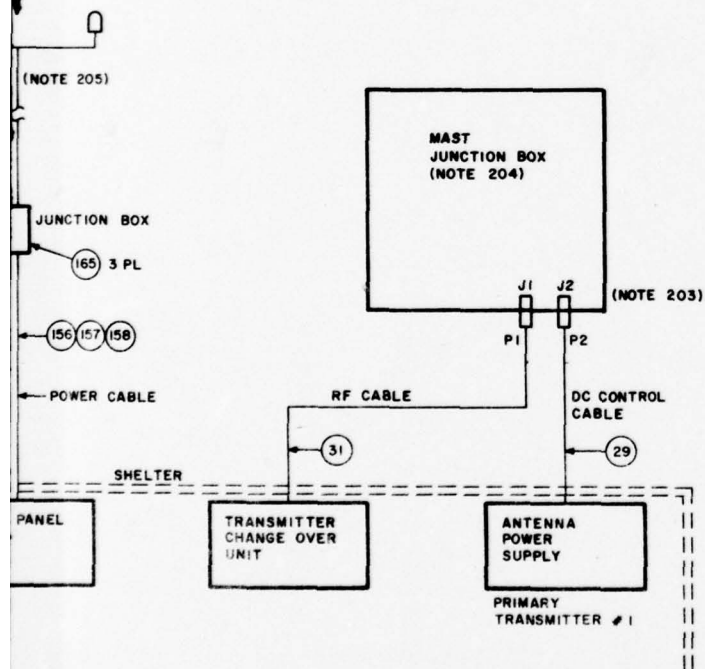 (NOTE 205)
MAST
JUNCTION BOX
(NOTE 204)
JUNCTION BOX
165 3 PL
J1 J2
(NOTE 203)
P1 P2
156 157 158
POWER CABLE
RF CABLE
DC CONTROL
CABLE
31
29
SHELTER
PANEL
TRANSMITTER
CHANGE OVER
UNIT
ANTENNA
POWER
SUPPLY
PRIMARY
TRANSMITTER #1